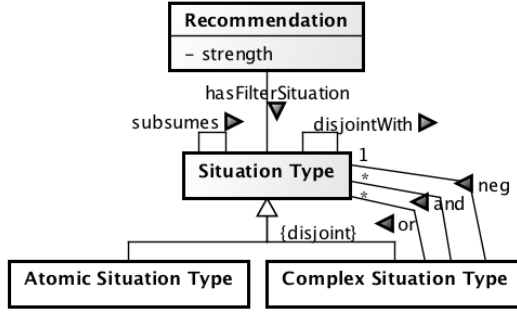 Recommendation
– strength
hasFilterSituation
subsumes
disjointWith
Situation Type
1
*
*
neg
and
or
{disjoint}
Atomic Situation Type
Complex Situation Type